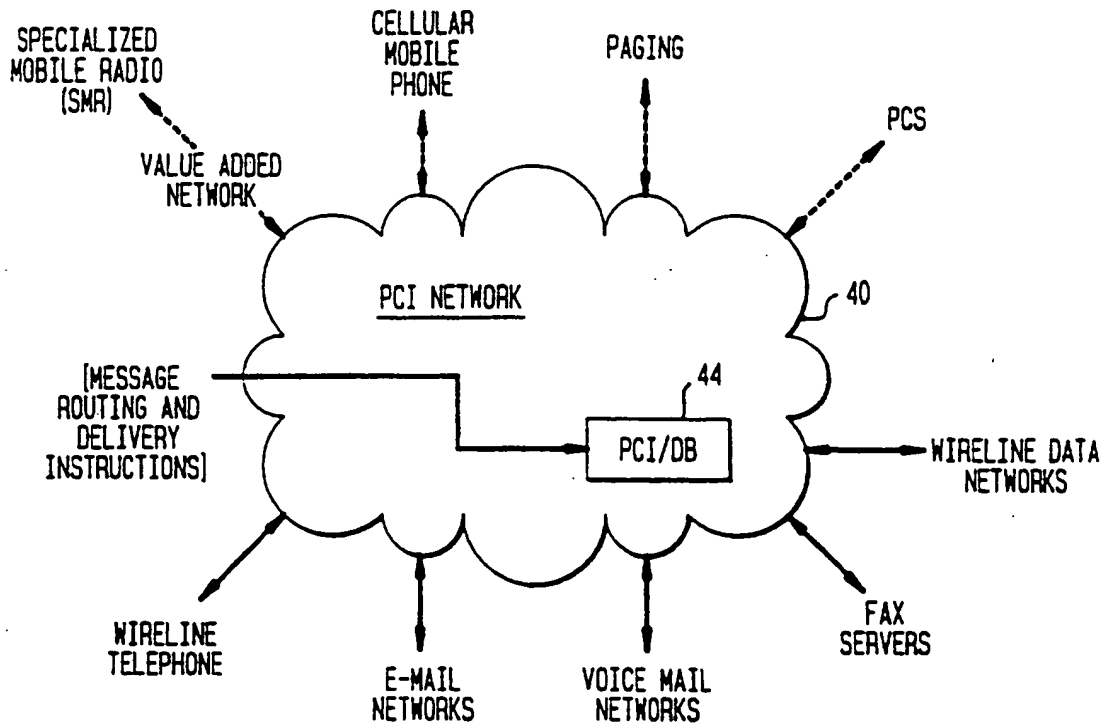 SPECIALIZED
MOBILE RADIO
(SMR)
CELLULAR
MOBILE
PHONE
PAGING
PCS
VALUE ADDED
NETWORK
PCI NETWORK
40
[MESSAGE
ROUTING AND
DELIVERY
INSTRUCTIONS]
44
PCI/DB
WIRELINE DATA
NETWORKS
FAX
SERVERS
WIRELINE
TELEPHONE
E-MAIL
NETWORKS
VOICE MAIL
NETWORKS